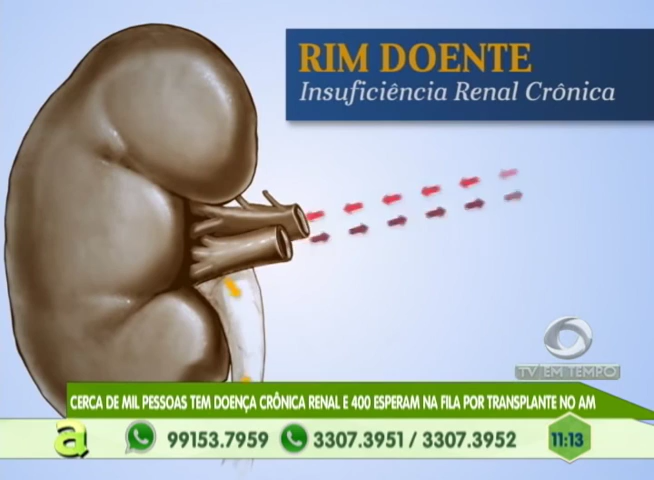 RIM DOENTE
Insuficiência Renal Crônica
TV EM TEMPO
CERCA DE MIL PESSOAS TEM DOENÇA CRÔNICA RENAL E 400 ESPERAM NA FILA POR TRANSPLANTE NO AM
a 99153.7959 3307.3951 / 3307.3952 11:13